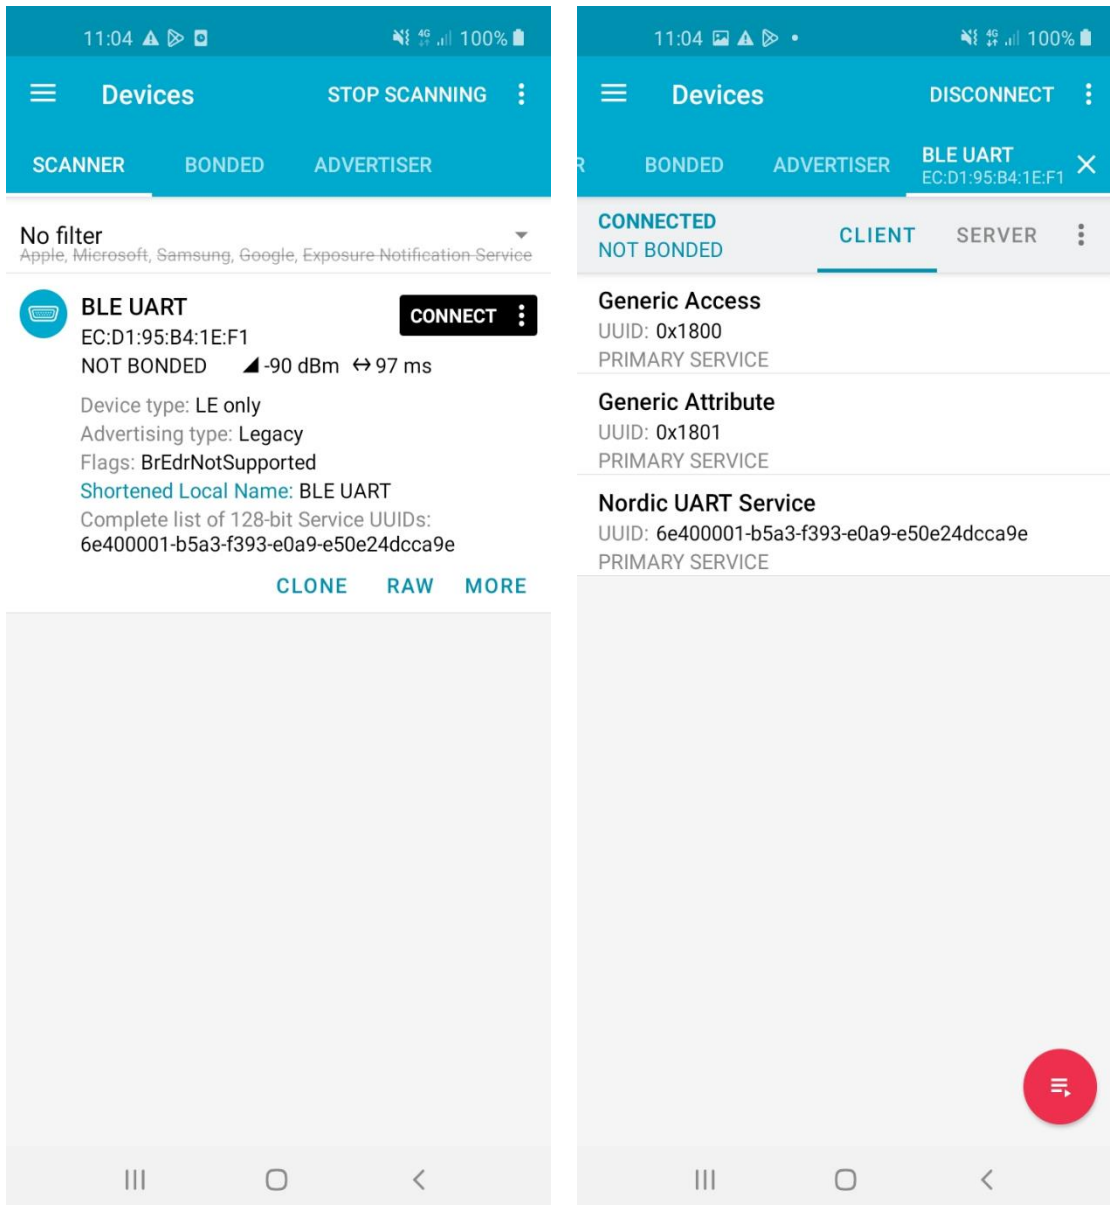 11:04
4G
100%
Devices
STOP SCANNING
SCANNER
BONDED
ADVERTISER
No filter
Apple, Microsoft, Samsung, Google, Exposure Notification Service
BLE UART
CONNECT
EC:D1:95:B4:1E:F1
NOT BONDED
-90 dBm
97 ms
Device type: LE only
Advertising type: Legacy
Flags: BrEdrNotSupported
Shortened Local Name: BLE UART
Complete list of 128-bit Service UUIDs:
6e400001-b5a3-f393-e0a9-e50e24dcca9e
CLONE
RAW
MORE
11:04
4G
100%
Devices
DISCONNECT
R
BONDED
ADVERTISER
BLE UART
EC:D1:95:B4:1E:F1
CONNECTED
NOT BONDED
CLIENT
SERVER
Generic Access
UUID: 0x1800
PRIMARY SERVICE
Generic Attribute
UUID: 0x1801
PRIMARY SERVICE
Nordic UART Service
UUID: 6e400001-b5a3-f393-e0a9-e50e24dcca9e
PRIMARY SERVICE